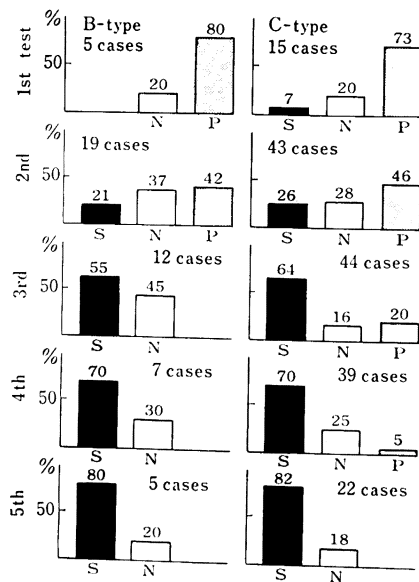 1st test
%
50
B-type
5 cases
20
80
N
P
C-type
15 cases
7
20
73
S
N
P
2nd
%
50
19 cases
21
37
42
S
N
P
43 cases
26
28
46
S
N
P
3rd
%
50
12 cases
55
45
S
N
44 cases
64
16
20
S
N
P
4th
%
50
7 cases
70
30
S
N
39 cases
70
25
5
S
N
P
5th
%
50
5 cases
80
20
S
N
22 cases
82
18
S
N